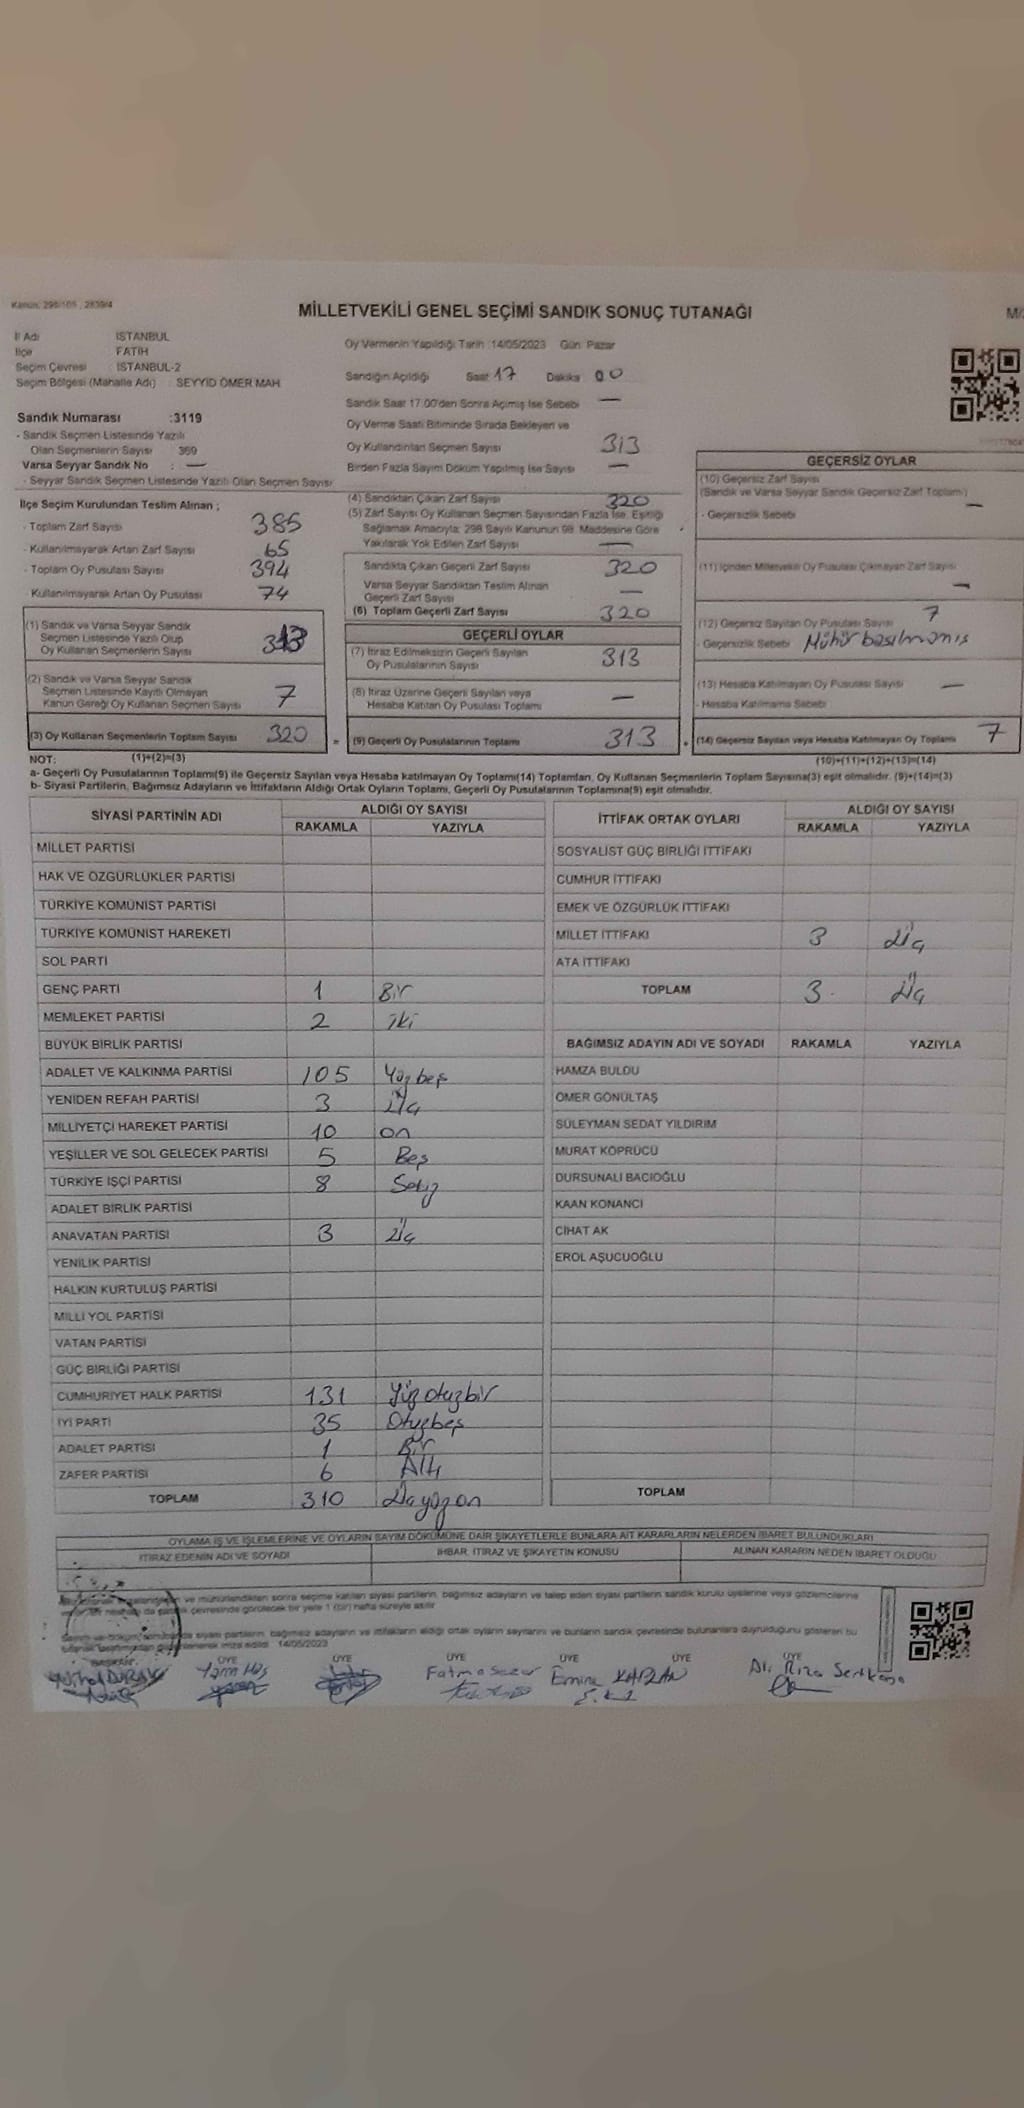 Kanun: 298/105 , 2839/4
MİLLETVEKİLİ GENEL SEÇİMİ SANDIK SONUÇ TUTANAĞI
İl Adı İSTANBUL
İlçe FATİH
Seçim Çevresi İSTANBUL-2
Seçim Bölgesi (Mahalle Adı) : SEYYİD ÖMER MAH
Sandık Numarası :3119
- Sandık Seçmen Listesinde Yazılı
Olan Seçmenlerin Sayısı 369
Varsa Seyyar Sandık No : —
- Seyyar Sandık Seçmen Listesinde Yazılı Olan Seçmen Sayısı
Oy Vermenin Yapıldığı Tarih :14/05/2023 Gün: Pazar
Sandığın Açıldığı Saat 17 Dakika 00
Sandık Saat 17.00'den Sonra Açılmış İse Sebebi —
Oy Verme Saati Bitiminde Sırada Bekleyen ve
Oy Kullandırılan Seçmen Sayısı 313
Birden Fazla Sayım Döküm Yapılmış İse Sayısı —
İlçe Seçim Kurulundan Teslim Alınan ;
- Toplam Zarf Sayısı 385
- Kullanılmayarak Artan Zarf Sayısı 65
- Toplam Oy Pusulası Sayısı 394
- Kullanılmayarak Artan Oy Pusulası 74
(1) Sandık ve Varsa Seyyar Sandık
Seçmen Listesinde Yazılı Olup
Oy Kullanan Seçmenlerin Sayısı 313
(2) Sandık ve Varsa Seyyar Sandık
Seçmen Listesinde Kayıtlı Olmayan
Kanun Gereği Oy Kullanan Seçmen Sayısı 7
(3) Oy Kullanan Seçmenlerin Toplam Sayısı 320
(4) Sandıktan Çıkan Zarf Sayısı 320
(5) Zarf Sayısı Oy Kullanan Seçmen Sayısından Fazla İse, Eşitliği
Sağlamak Amacıyla; 298 Sayılı Kanunun 98. Maddesine Göre
Yakılarak Yok Edilen Zarf Sayısı —
Sandıkta Çıkan Geçerli Zarf Sayısı 320
Varsa Seyyar Sandıktan Teslim Alınan
Geçerli Zarf Sayısı —
(6) Toplam Geçerli Zarf Sayısı 320
GEÇERLİ OYLAR
(7) İtiraz Edilmeksizin Geçerli Sayılan
Oy Pusulalarının Sayısı 313
(8) İtiraz Üzerine Geçerli Sayılan veya
Hesaba Katılan Oy Pusulası Toplamı —
(9) Geçerli Oy Pusulalarının Toplamı 313
GEÇERSİZ OYLAR
(10) Geçersiz Zarf Sayısı
(Sandık ve Varsa Seyyar Sandık Geçersiz Zarf Toplamı) —
- Geçersizlik Sebebi
(11) İçinden Milletvekili Oy Pusulası Çıkmayan Zarf Sayısı —
(12) Geçersiz Sayılan Oy Pusulası Sayısı 7
- Geçersizlik Sebebi Mühür basılmamış
(13) Hesaba Katılmayan Oy Pusulası Sayısı —
- Hesaba Katılmama Sebebi
(14) Geçersiz Sayılan veya Hesaba Katılmayan Oy Toplamı 7
NOT: (1)+(2)=(3) (10)+(11)+(12)+(13)=(14)
a- Geçerli Oy Pusulalarının Toplamı(9) ile Geçersiz Sayılan veya Hesaba katılmayan Oy Toplamı(14) Toplamları, Oy Kullanan Seçmenlerin Toplam Sayısına(3) eşit olmalıdır. (9)+(14)=(3)
b- Siyasi Partilerin, Bağımsız Adayların ve İttifakların Aldığı Ortak Oyların Toplamı, Geçerli Oy Pusulalarının Toplamına(9) eşit olmalıdır.
SİYASİ PARTİNİN ADI ALDIĞI OY SAYISI
RAKAMLA YAZIYLA
MİLLET PARTİSİ
HAK VE ÖZGÜRLÜKLER PARTİSİ
TÜRKİYE KOMÜNİST PARTİSİ
TÜRKİYE KOMÜNİST HAREKETİ
SOL PARTİ
GENÇ PARTİ 1 Bir
MEMLEKET PARTİSİ 2 iki
BÜYÜK BİRLİK PARTİSİ
ADALET VE KALKINMA PARTİSİ 105 Yüzbeş
YENİDEN REFAH PARTİSİ 3 üç
MİLLİYETÇİ HAREKET PARTİSİ 10 on
YEŞİLLER VE SOL GELECEK PARTİSİ 5 Beş
TÜRKİYE İŞÇİ PARTİSİ 8 Sekiz
ADALET BİRLİK PARTİSİ
ANAVATAN PARTİSİ 3 üç
YENİLİK PARTİSİ
HALKIN KURTULUŞ PARTİSİ
MİLLİ YOL PARTİSİ
VATAN PARTİSİ
GÜÇ BİRLİĞİ PARTİSİ
CUMHURİYET HALK PARTİSİ 131 Yüzotuzbir
İYİ PARTİ 35 Otuzbeş
ADALET PARTİSİ 1 Bir
ZAFER PARTİSİ 6 Altı
TOPLAM 310 Üçyüzon
İTTİFAK ORTAK OYLARI ALDIĞI OY SAYISI
RAKAMLA YAZIYLA
SOSYALİST GÜÇ BİRLİĞİ İTTİFAKI
CUMHUR İTTİFAKI
EMEK VE ÖZGÜRLÜK İTTİFAKI
MİLLET İTTİFAKI 3 üç
ATA İTTİFAKI
TOPLAM 3 üç
BAĞIMSIZ ADAYIN ADI VE SOYADI RAKAMLA YAZIYLA
HAMZA BULDU
ÖMER GÖNÜLTAŞ
SÜLEYMAN SEDAT YILDIRIM
MURAT KÖPRÜCÜ
DURSUNALİ BACIOĞLU
KAAN KONANCİ
CİHAT AK
EROL AŞUCUOĞLU
TOPLAM
OYLAMA İŞ VE İŞLEMLERİNE VE OYLARIN SAYIM DÖKÜMÜNE DAİR ŞİKAYETLERLE BUNLARA AİT KARARLARIN NELERDEN İBARET BULUNDUKLARI
İTİRAZ EDENİN ADI VE SOYADI İHBAR, İTİRAZ VE ŞİKAYETİN KONUSU ALINAN KARARIN NEDEN İBARET OLDUĞU
ve mühürlendikten sonra seçime katılan siyasi partilerin, bağımsız adayların ve talep eden siyasi partilerin sandık kurulu üyelerine veya gözlemcilerine
çevresinde görülecek bir yere 1 (bir) hafta süreyle asılır
siyasi partilerin, bağımsız adayların ve ittifakların aldığı ortak oyların sayılarını ve bunların sandık çevresinde bulunanlara duyrulduğunu gösteren bu
imza edildi. 14/05/2023
BAŞKAN ÜYE ÜYE ÜYE ÜYE ÜYE ÜYE
Fatma Sezer Emine KAPLAN Ali Rıza Sertkaya